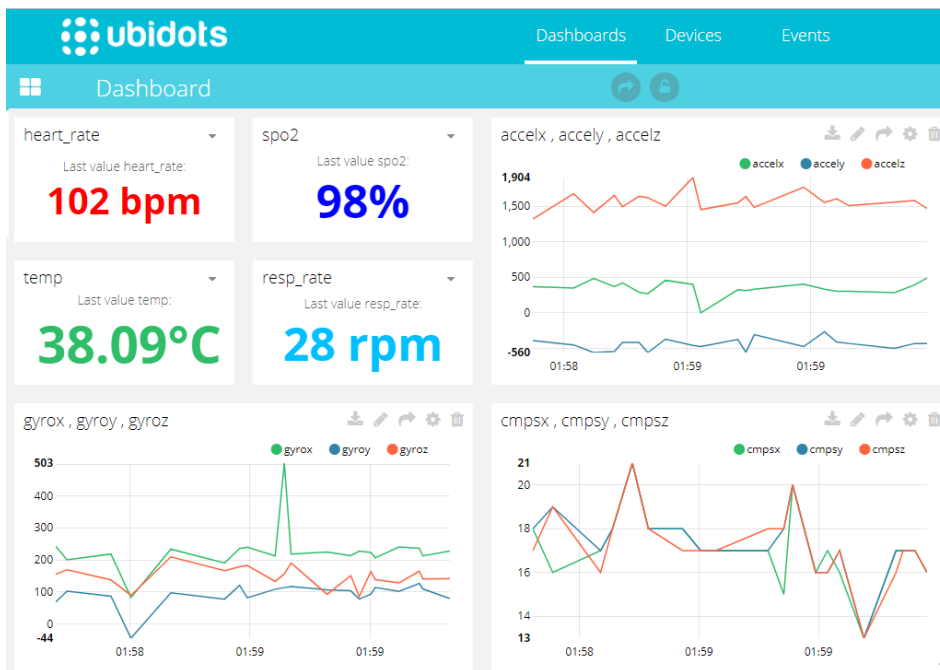 ubidots
Dashboards Devices Events
Dashboard
heart_rate
Last value heart_rate:
102 bpm
spo2
Last value spo2:
98%
accelx , accely , accelz
accelx accely accelz
1,904
1,500
1,000
500
0
-560
01:58 01:59 01:59
temp
Last value temp:
38.09°C
resp_rate
Last value resp_rate:
28 rpm
gyrox , gyroy , gyroz
gyrox gyroy gyroz
503
400
300
200
100
0
-44
01:58 01:59 01:59
cmpsx , cmpsy , cmpsz
cmpsx cmpsy cmpsz
21
20
18
16
14
13
01:58 01:59 01:59